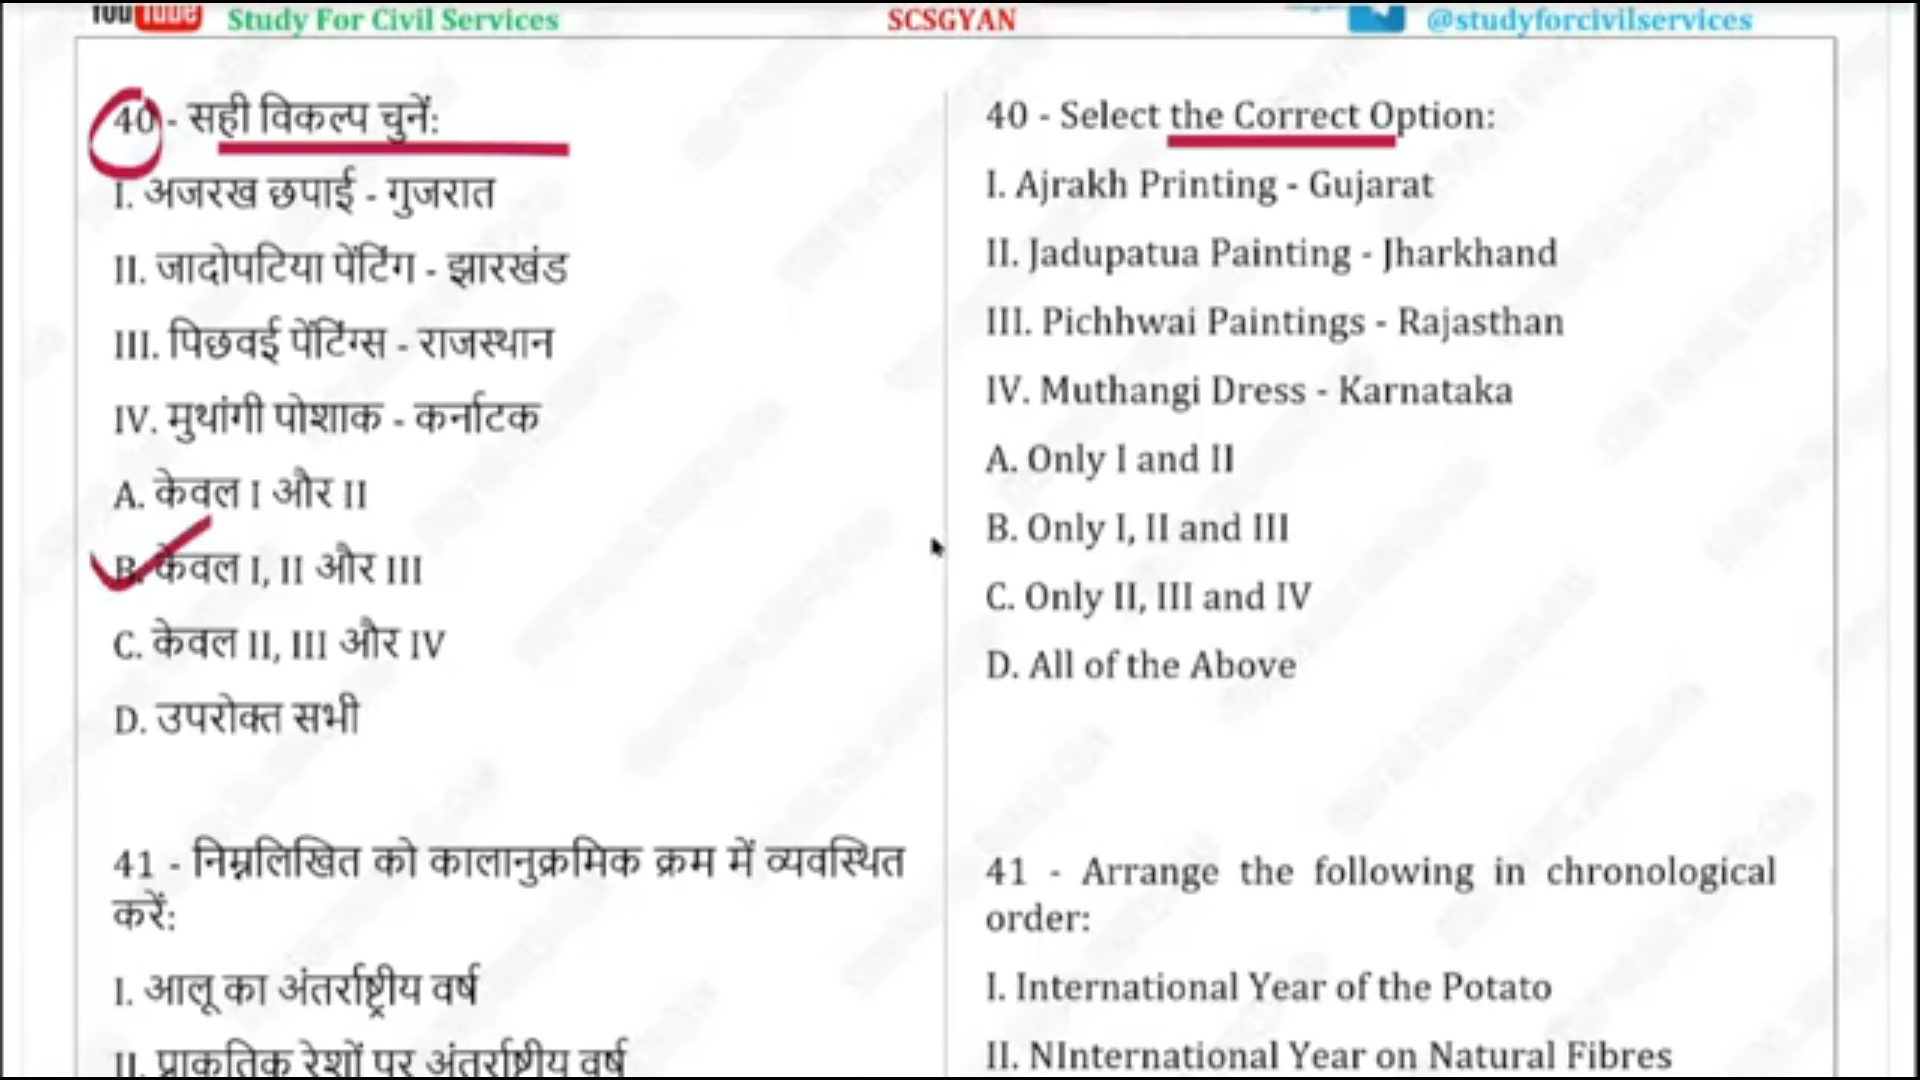 YouTube Study For Civil Services SCSGYAN @studyforcivilservices
40 - सही विकल्प चुनें:
I. अजरख छपाई - गुजरात
II. जादोपटिया पेंटिंग - झारखंड
III. पिछवई पेंटिंग्स - राजस्थान
IV. मुथांगी पोशाक - कर्नाटक
A. केवल I और II
B. केवल I, II और III
C. केवल II, III और IV
D. उपरोक्त सभी
41 - निम्नलिखित को कालानुक्रमिक क्रम में व्यवस्थित
करें:
I. आलू का अंतर्राष्ट्रीय वर्ष
II. प्राकृतिक रेशों पर अंतर्राष्ट्रीय वर्ष
40 - Select the Correct Option:
I. Ajrakh Printing - Gujarat
II. Jadupatua Painting - Jharkhand
III. Pichhwai Paintings - Rajasthan
IV. Muthangi Dress - Karnataka
A. Only I and II
B. Only I, II and III
C. Only II, III and IV
D. All of the Above
41 - Arrange the following in chronological
order:
I. International Year of the Potato
II. NInternational Year on Natural Fibres